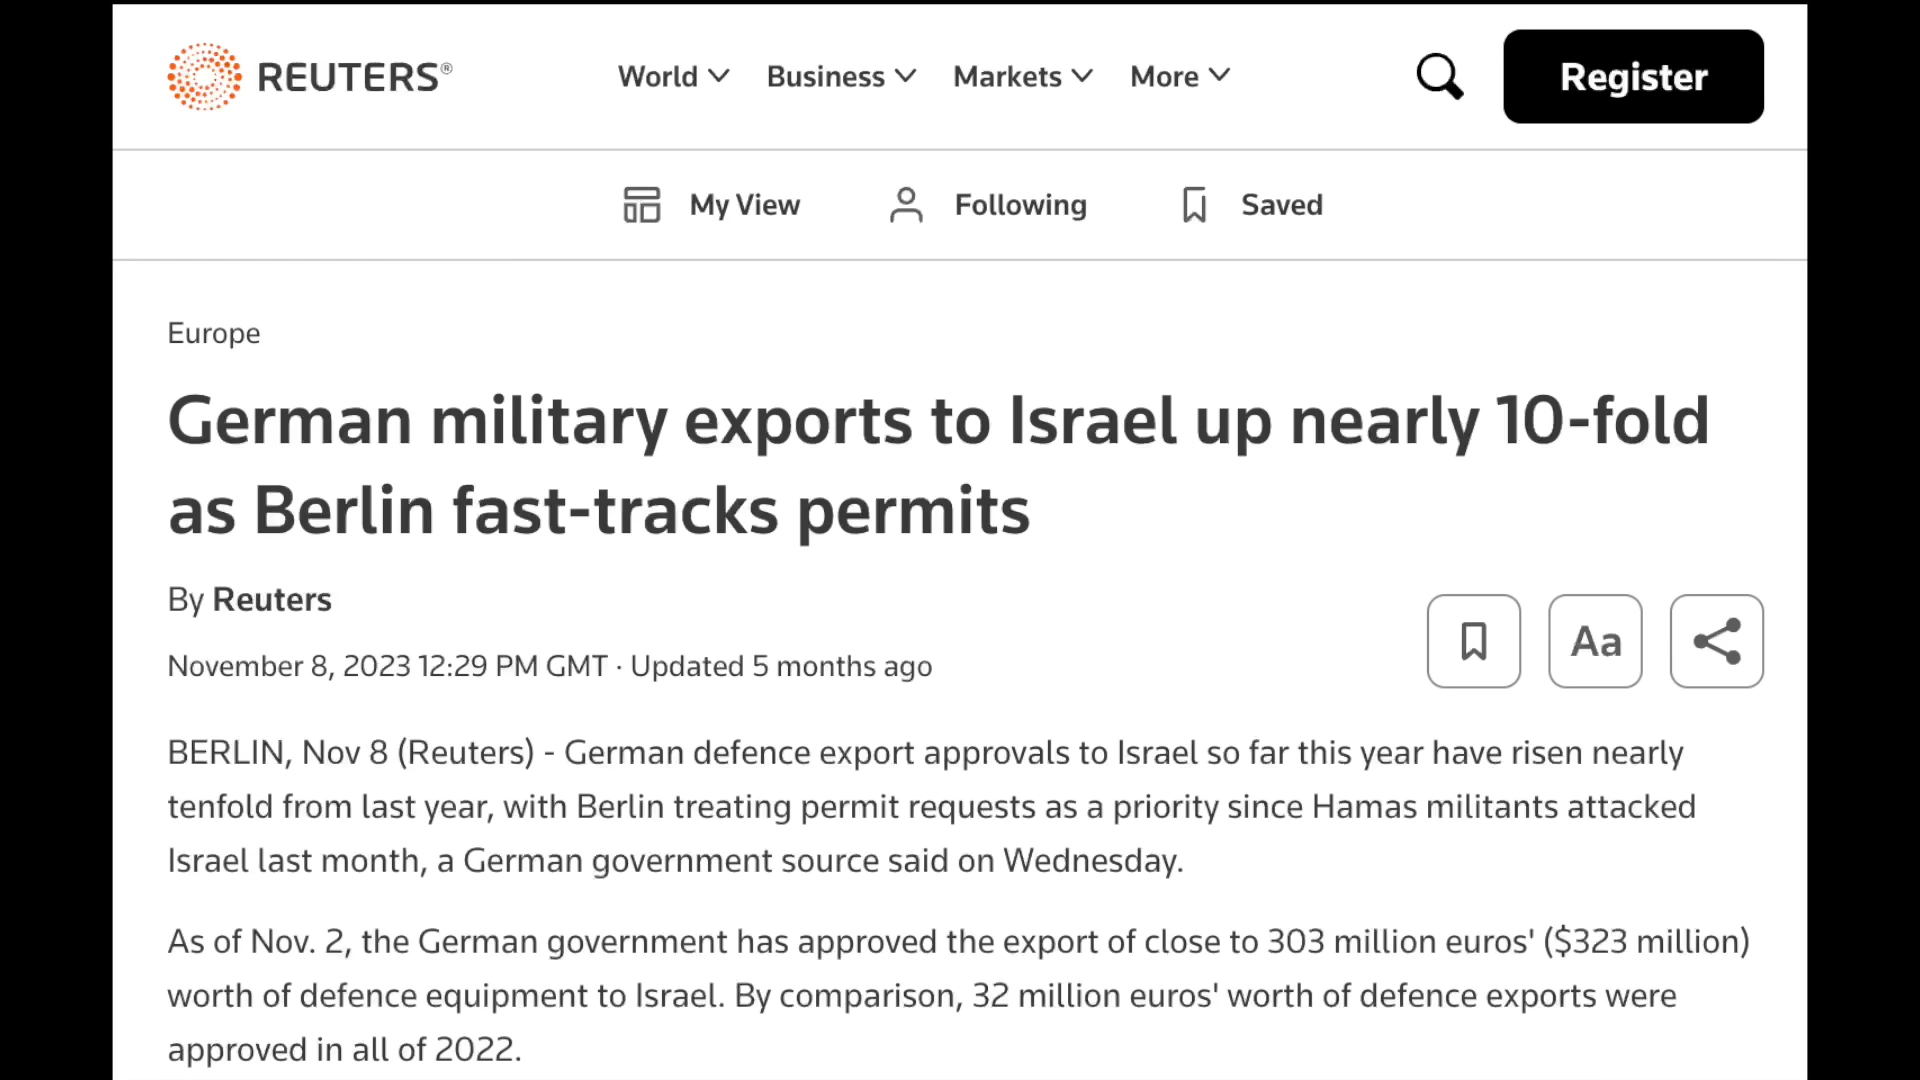 REUTERS®
World
Business
Markets
More
Register
My View
Following
Saved
Europe
German military exports to Israel up nearly 10-fold
as Berlin fast-tracks permits
By Reuters
November 8, 2023 12:29 PM GMT · Updated 5 months ago
Aa
BERLIN, Nov 8 (Reuters) - German defence export approvals to Israel so far this year have risen nearly
tenfold from last year, with Berlin treating permit requests as a priority since Hamas militants attacked
Israel last month, a German government source said on Wednesday.
As of Nov. 2, the German government has approved the export of close to 303 million euros' ($323 million)
worth of defence equipment to Israel. By comparison, 32 million euros' worth of defence exports were
approved in all of 2022.